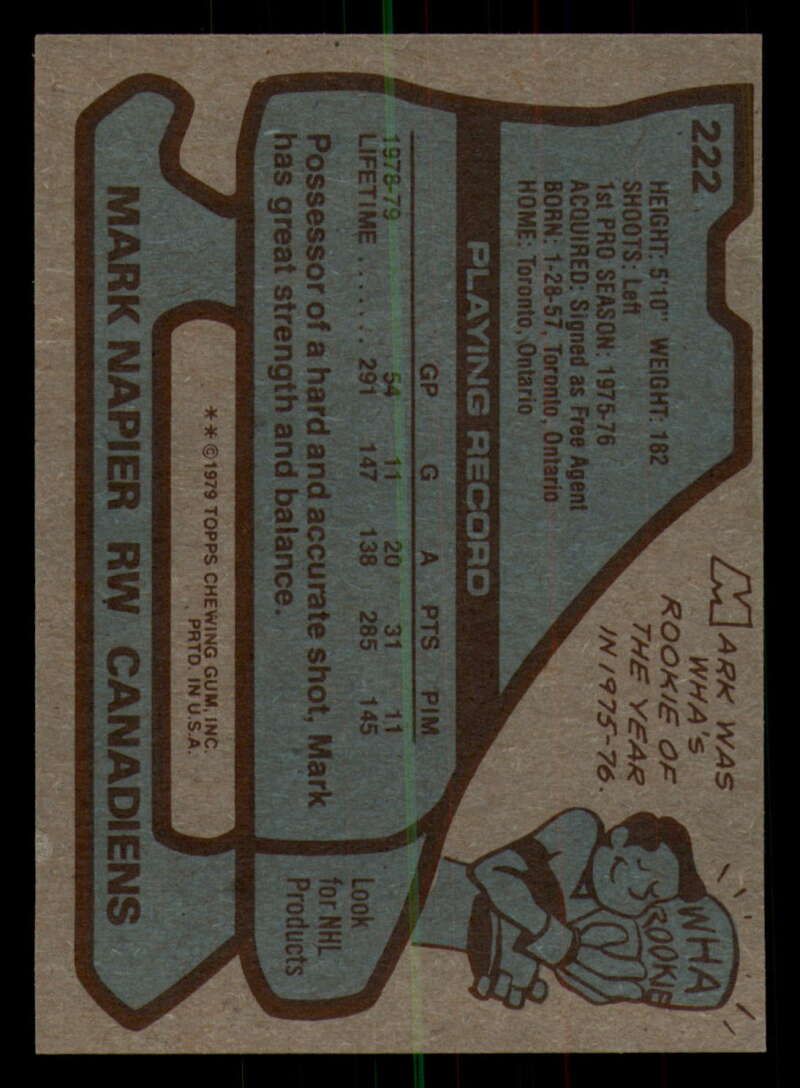 222
HEIGHT: 5'10" WEIGHT: 182
SHOOTS: Left
1st PRO SEASON: 1975-76
ACQUIRED: Signed as Free Agent
BORN: 1-28-57, Toronto, Ontario
HOME: Toronto, Ontario
MARK WAS
WHA'S
ROOKIE OF
THE YEAR
IN 1975-76.
WHA
ROOKIE
PLAYING RECORD
GP G A PTS PIM
1978-79 54 11 20 31 11
LIFETIME ....... 291 147 138 285 145
Possessor of a hard and accurate shot, Mark
has great strength and balance.
Look
for NHL
Products
**©1979 TOPPS CHEWING GUM, INC.
PRTD. IN U.S.A.
MARK NAPIER RW CANADIENS